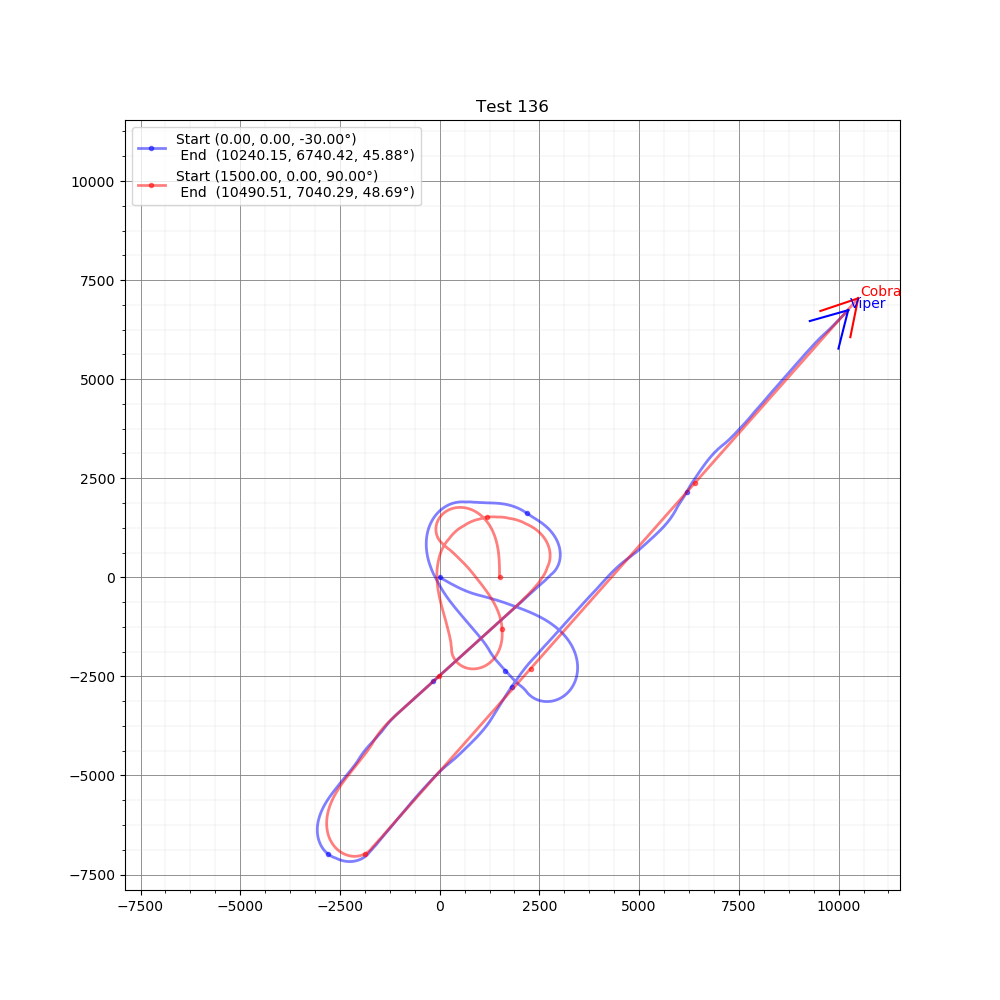 Test 136
Start (0.00, 0.00, -30.00°)
End (10240.15, 6740.42, 45.88°)
Start (1500.00, 0.00, 90.00°)
End (10490.51, 7040.29, 48.69°)
10000
7500
5000
2500
0
−2500
−5000
−7500
Cobra
Viper
−7500 −5000 −2500 0 2500 5000 7500 10000